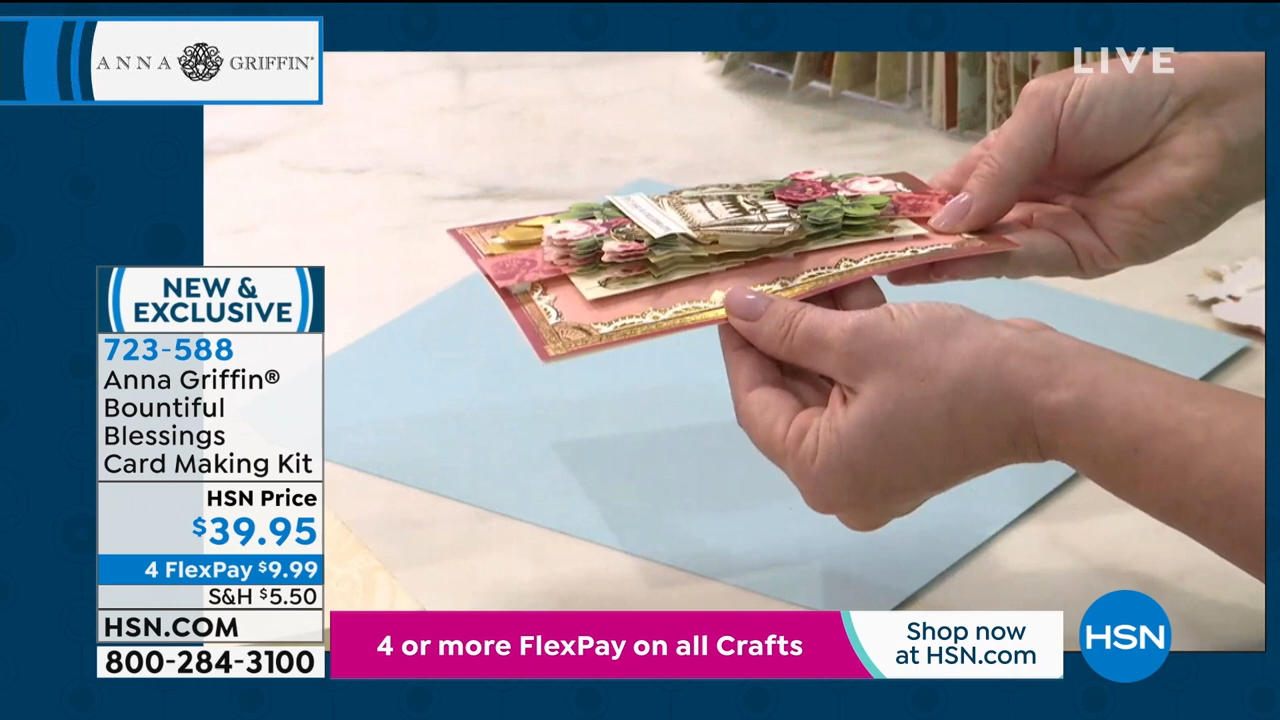 ANNA GRIFFIN®
LIVE
NEW &
EXCLUSIVE
723-588
Anna Griffin®
Bountiful
Blessings
Card Making Kit
HSN Price
$39.95
4 FlexPay $9.99
S&H $5.50
HSN.COM
800-284-3100
4 or more FlexPay on all Crafts
Shop now
at HSN.com
HSN